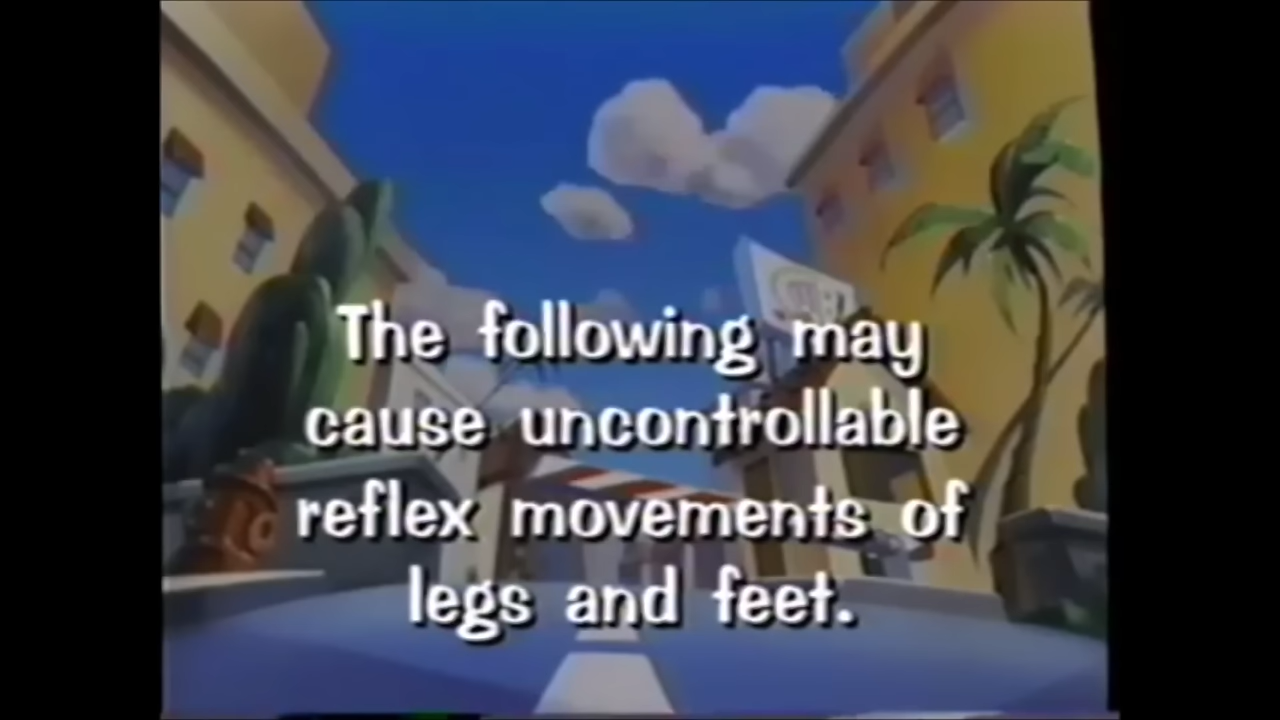 The following may
cause uncontrollable
reflex movements of
legs and feet.